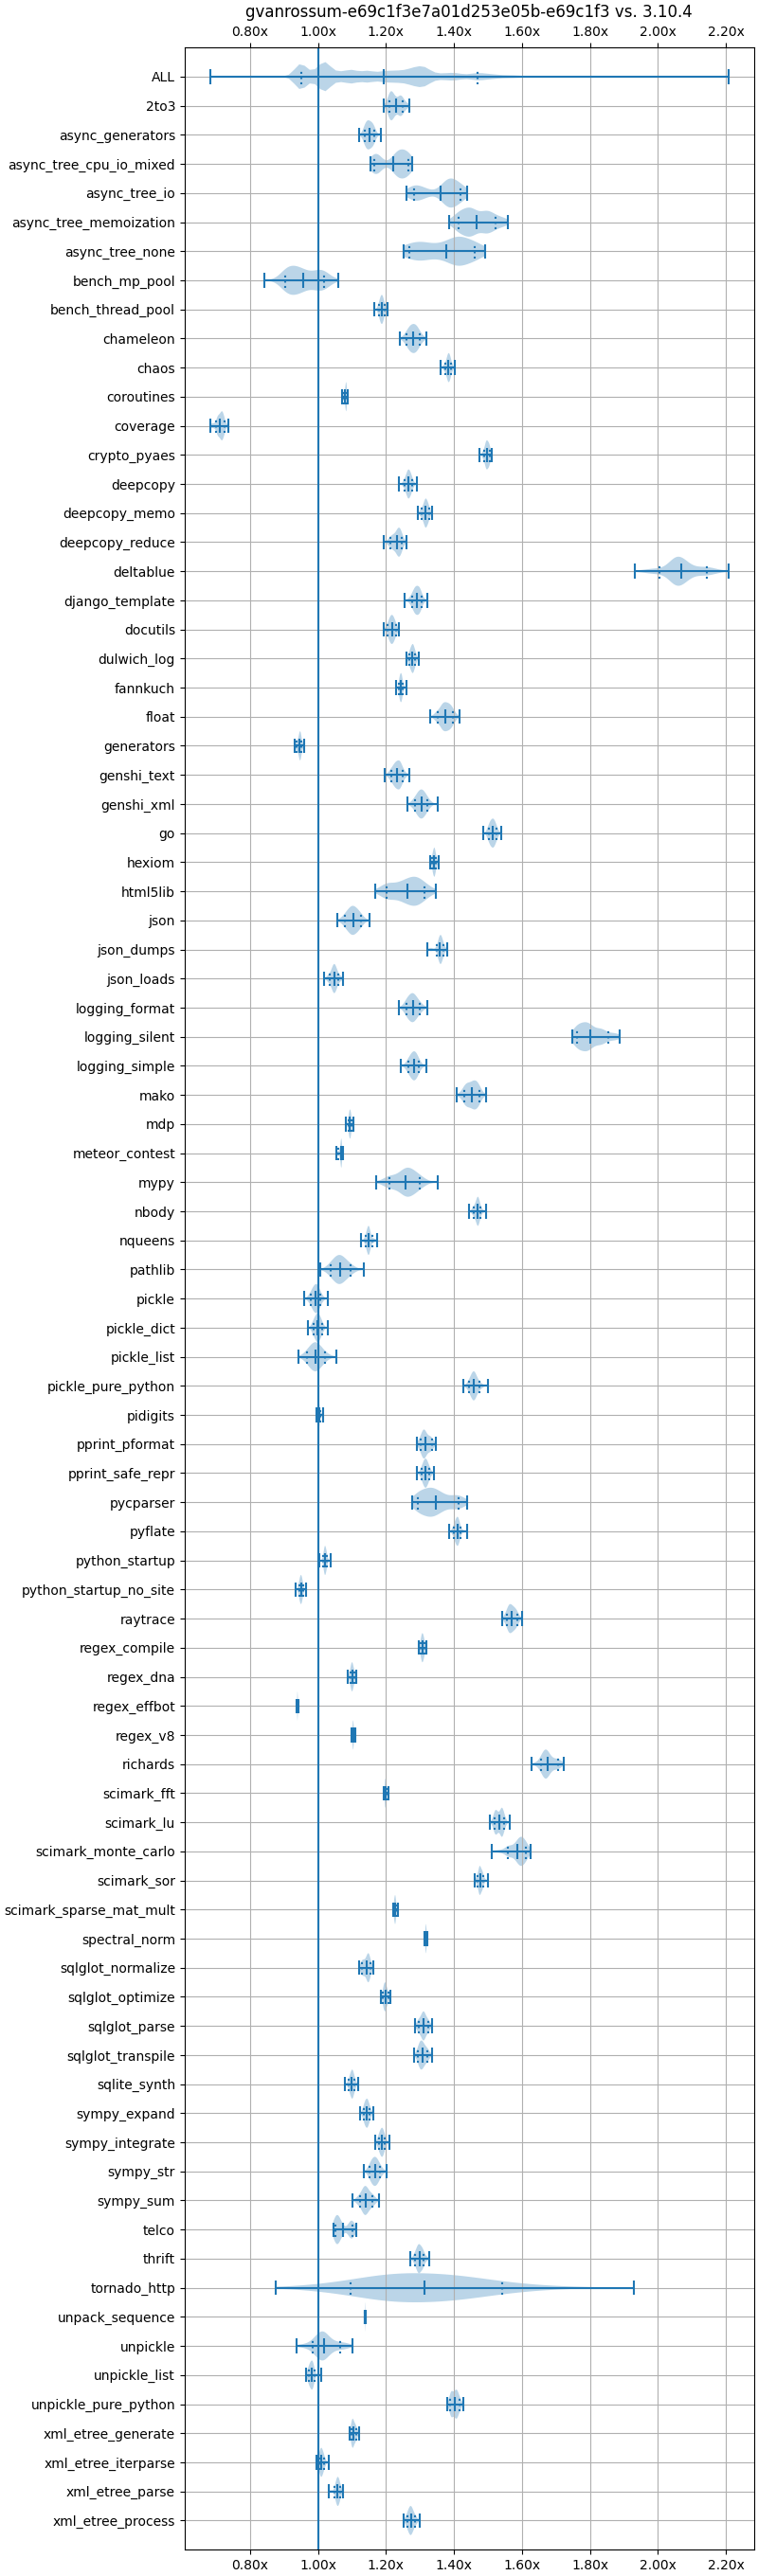 gvanrossum-e69c1f3e7a01d253e05b-e69c1f3 vs. 3.10.4
0.80x 1.00x 1.20x 1.40x 1.60x 1.80x 2.00x 2.20x
ALL
2to3
async_generators
async_tree_cpu_io_mixed
async_tree_io
async_tree_memoization
async_tree_none
bench_mp_pool
bench_thread_pool
chameleon
chaos
coroutines
coverage
crypto_pyaes
deepcopy
deepcopy_memo
deepcopy_reduce
deltablue
django_template
docutils
dulwich_log
fannkuch
float
generators
genshi_text
genshi_xml
go
hexiom
html5lib
json
json_dumps
json_loads
logging_format
logging_silent
logging_simple
mako
mdp
meteor_contest
mypy
nbody
nqueens
pathlib
pickle
pickle_dict
pickle_list
pickle_pure_python
pidigits
pprint_pformat
pprint_safe_repr
pycparser
pyflate
python_startup
python_startup_no_site
raytrace
regex_compile
regex_dna
regex_effbot
regex_v8
richards
scimark_fft
scimark_lu
scimark_monte_carlo
scimark_sor
scimark_sparse_mat_mult
spectral_norm
sqlglot_normalize
sqlglot_optimize
sqlglot_parse
sqlglot_transpile
sqlite_synth
sympy_expand
sympy_integrate
sympy_str
sympy_sum
telco
thrift
tornado_http
unpack_sequence
unpickle
unpickle_list
unpickle_pure_python
xml_etree_generate
xml_etree_iterparse
xml_etree_parse
xml_etree_process
0.80x 1.00x 1.20x 1.40x 1.60x 1.80x 2.00x 2.20x